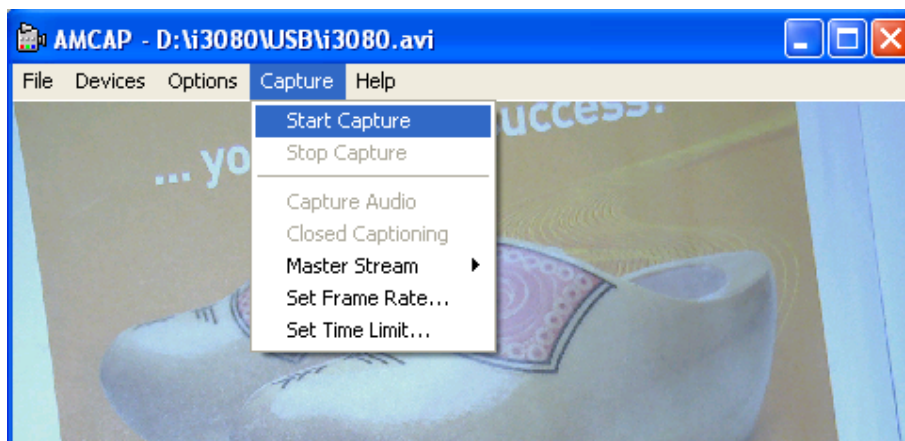 AMCAP - D:\i3080\USB\i3080.avi
File Devices Options Capture Help
Start Capture
Stop Capture
Capture Audio
Closed Captioning
Master Stream
Set Frame Rate...
Set Time Limit...
... yo
uccess!